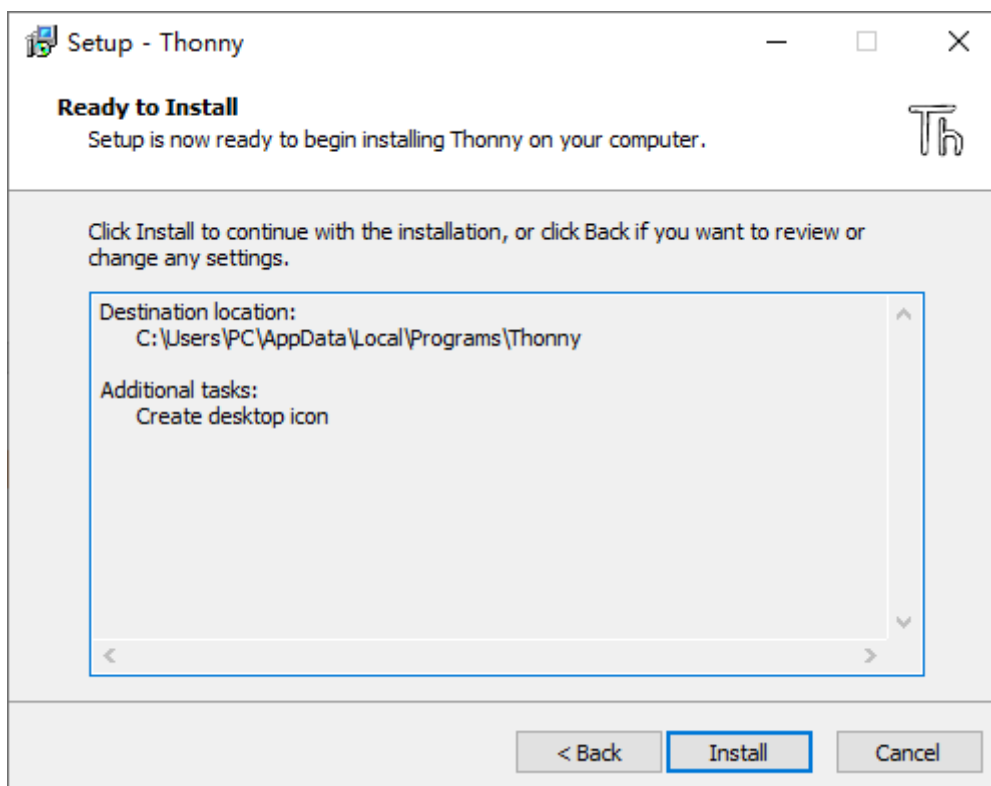 Setup - Thonny
Ready to Install
Setup is now ready to begin installing Thonny on your computer.
Th
Click Install to continue with the installation, or click Back if you want to review or
change any settings.
Destination location:
C:\Users\PC\AppData\Local\Programs\Thonny
Additional tasks:
Create desktop icon
< Back
Install
Cancel